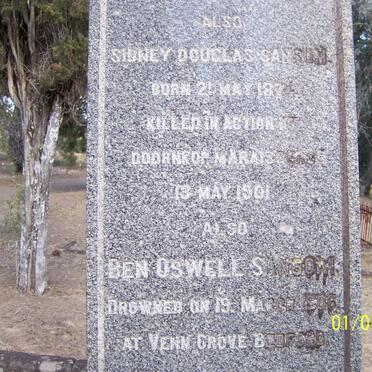 ALSO
SIDNEY DOUGLAS SANSOM
BORN 21 MAY
KILLED IN ACTION AT
DOORNKOP MARAIS
13 MAY 1901
ALSO
BEN OSWELL SANSOM
DROWNED ON 19.
AT VENN GROVE BEDFORD
01/0